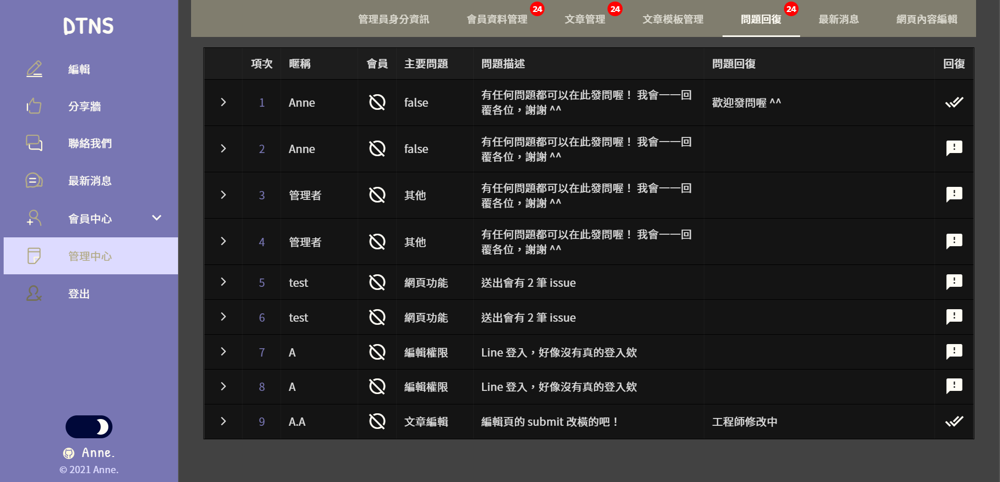 DTNS
編輯
分享牆
聯絡我們
最新消息
會員中心
管理中心
登出
Anne.
© 2021 Anne.
管理員身分資訊
會員資料管理 24
文章管理 24
文章模板管理
問題回復 24
最新消息
網頁內容編輯
項次 暱稱 會員 主要問題 問題描述 問題回復 回復
1 Anne false 有任何問題都可以在此發問喔！ 我會一一回
覆各位，謝謝 ^^ 歡迎發問喔 ^^
2 Anne false 有任何問題都可以在此發問喔！ 我會一一回
覆各位，謝謝 ^^
3 管理者 其他 有任何問題都可以在此發問喔！ 我會一一回
覆各位，謝謝 ^^
4 管理者 其他 有任何問題都可以在此發問喔！ 我會一一回
覆各位，謝謝 ^^
5 test 網頁功能 送出會有 2 筆 issue
6 test 網頁功能 送出會有 2 筆 issue
7 A 編輯權限 Line 登入，好像沒有真的登入欸
8 A 編輯權限 Line 登入，好像沒有真的登入欸
9 A.A 文章編輯 編輯頁的 submit 改橫的吧！ 工程師修改中